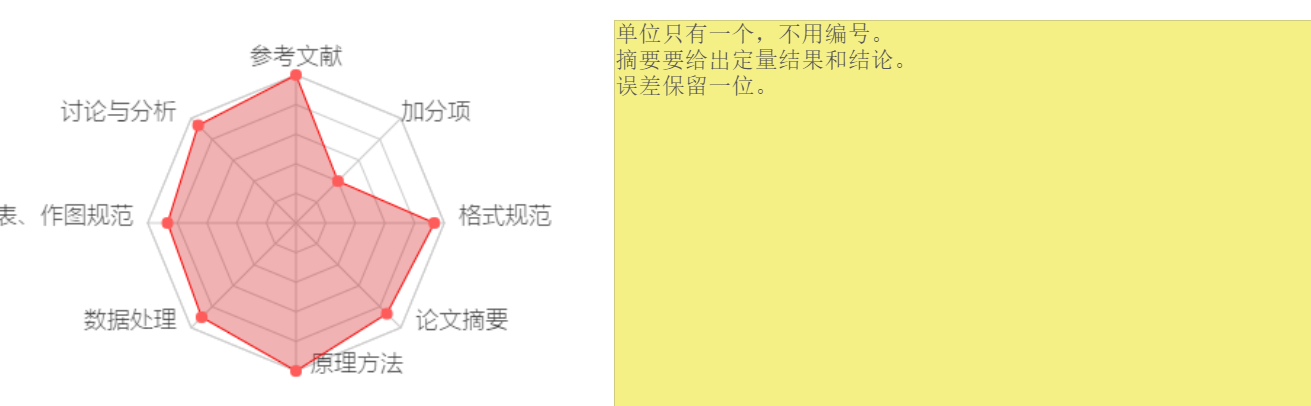 参考文献
加分项
讨论与分析
表、作图规范
格式规范
数据处理
论文摘要
原理方法
单位只有一个，不用编号。
摘要要给出定量结果和结论。
误差保留一位。